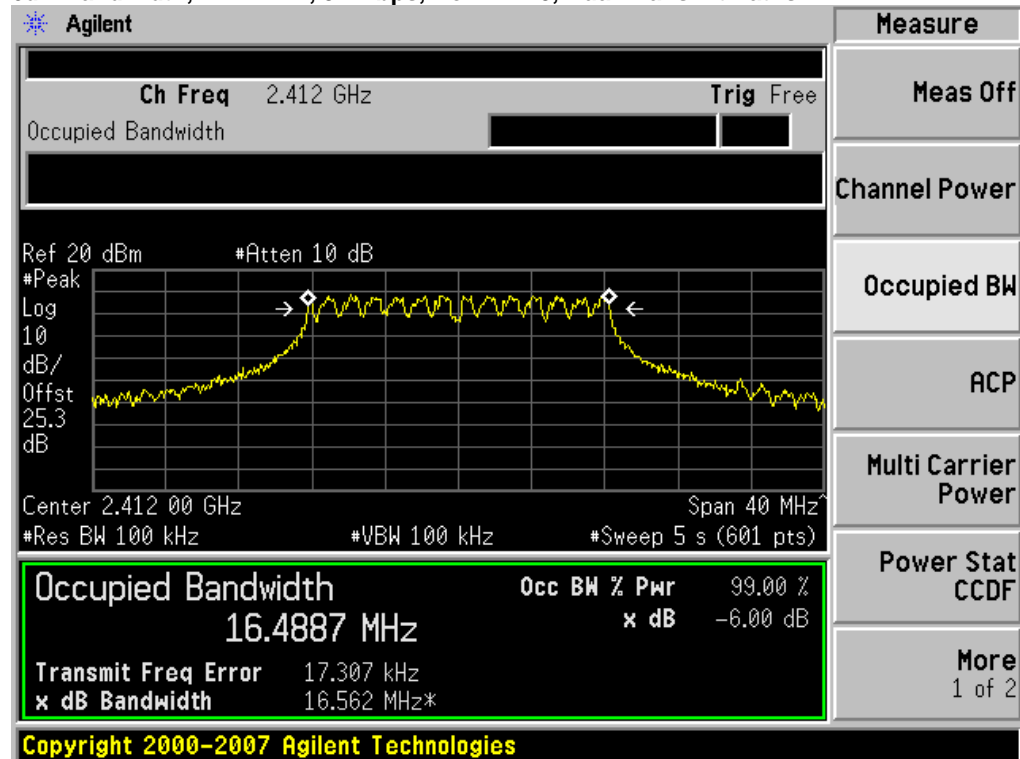 Agilent
Measure
Ch Freq 2.412 GHz
Trig Free
Occupied Bandwidth
Meas Off
Channel Power
Occupied BW
ACP
Multi Carrier
Power
Power Stat
CCDF
More
1 of 2
Ref 20 dBm
#Atten 10 dB
#Peak
Log
10
dB/
Offst
25.3
dB
Center 2.412 00 GHz
Span 40 MHz^
#Res BW 100 kHz
#VBW 100 kHz
#Sweep 5 s (601 pts)
Occupied Bandwidth
16.4887 MHz
Occ BW % Pwr 99.00 %
x dB -6.00 dB
Transmit Freq Error 17.307 kHz
x dB Bandwidth 16.562 MHz*
Copyright 2000-2007 Agilent Technologies